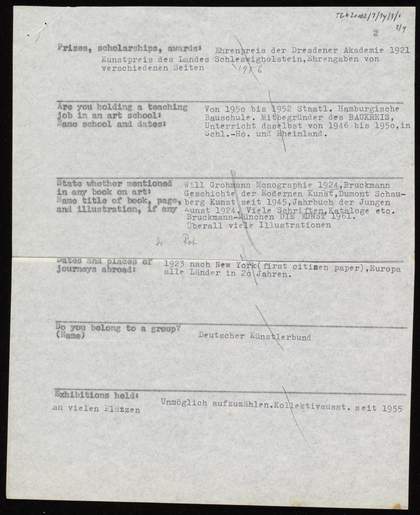 2
Prizes, scholarships, awards: Ehrenpreis der Dresdener Akademie 1921
Kunstpreis des Landes Schleswigholstein,Ehrengaben von
verschiedenen Seiten 1956
Are you holding a teaching
job in an art school:
Name school and dates:
Von 1950 bis 1952 Staatl. Hamburgische
Bauschule. Mitbegründer des BAUKREIS,
Unterricht daselbst von 1946 bis 1950,in
Schl.-Ho. und Rheinland.
State whether mentioned
in any book on art:
Name title of book, page,
and illustration, if any
Will Grohmann Monographie 1924,Bruckmann
Geschichte der Modernen Kunst,Dumont Schau-
berg Kunst seit 1945,Jahrbuch der Jungen
Kunst 1924. Viele Schriften,Kataloge etc.
Bruckmann-München DIE KUNST 1961.
Überall viele Illustrationen
Dates and places of
journeys abroad:
1923 nach New York(first citizen paper),Europa
alle Länder in 20 Jahren.
Do you belong to a group?
(Name)
Deutscher Künstlerbund
Exhibitions held:
an vielen Plätzen
Unmöglich aufzuzählen.Kollektivausst. seit 1955